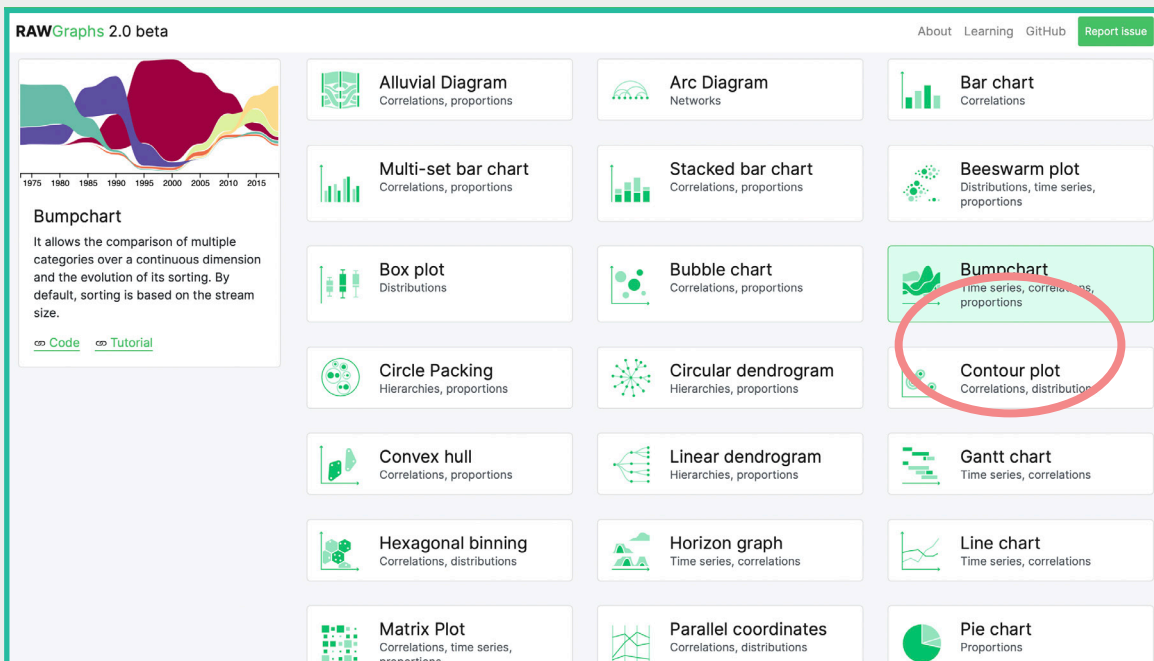 RAWGraphs 2.0 beta
About Learning GitHub Report issue
1975 1980 1985 1990 1995 2000 2005 2010 2015
Bumpchart
It allows the comparison of multiple
categories over a continuous dimension
and the evolution of its sorting. By
default, sorting is based on the stream
size.
Code Tutorial
Alluvial Diagram
Correlations, proportions
Arc Diagram
Networks
Bar chart
Correlations
Multi-set bar chart
Correlations, proportions
Stacked bar chart
Correlations, proportions
Beeswarm plot
Distributions, time series,
proportions
Box plot
Distributions
Bubble chart
Correlations, proportions
Bumpchart
Time series, correlations,
proportions
Circle Packing
Hierarchies, proportions
Circular dendrogram
Hierarchies, proportions
Contour plot
Correlations, distributions
Convex hull
Correlations, proportions
Linear dendrogram
Hierarchies, proportions
Gantt chart
Time series, correlations
Hexagonal binning
Correlations, distributions
Horizon graph
Time series, correlations
Line chart
Time series, correlations
Matrix Plot
Correlations, time series,
proportions
Parallel coordinates
Correlations, distributions
Pie chart
Proportions